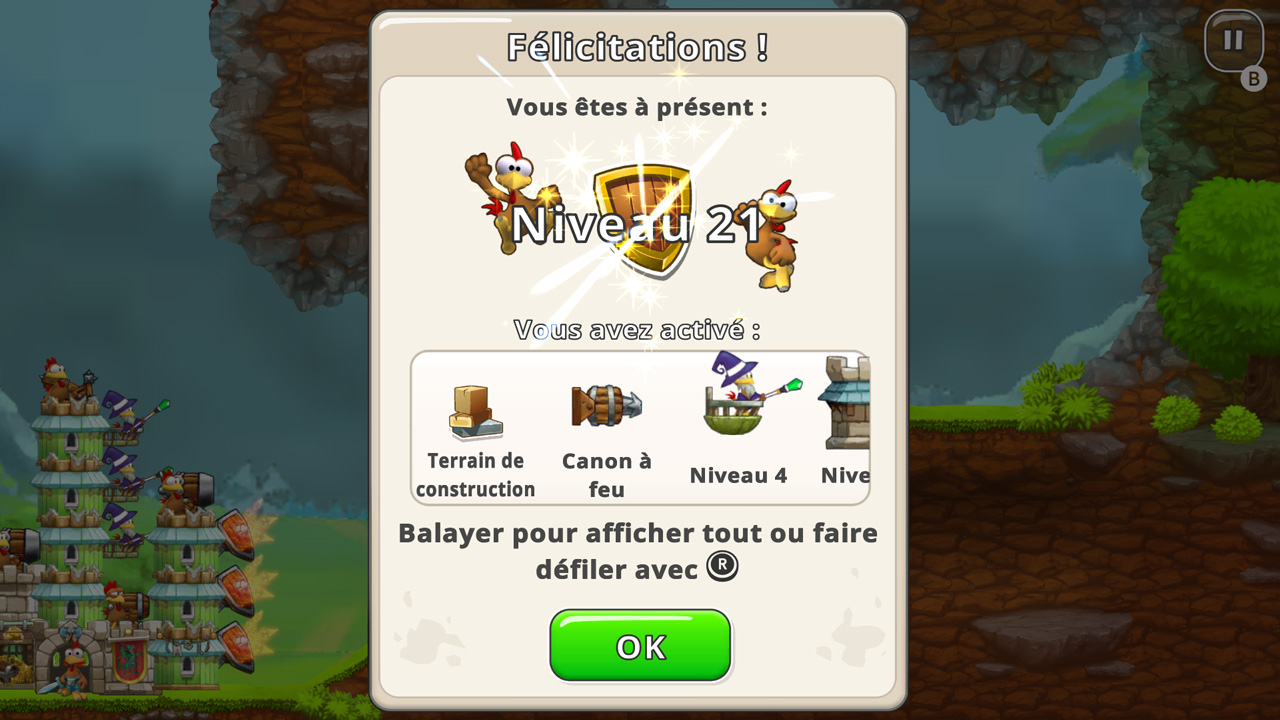 Félicitations !
B
Vous êtes à présent :
Niveau 21
Vous avez activé :
Terrain de
construction
Canon à
feu
Niveau 4
Nive
Balayer pour afficher tout ou faire
défiler avec R
OK